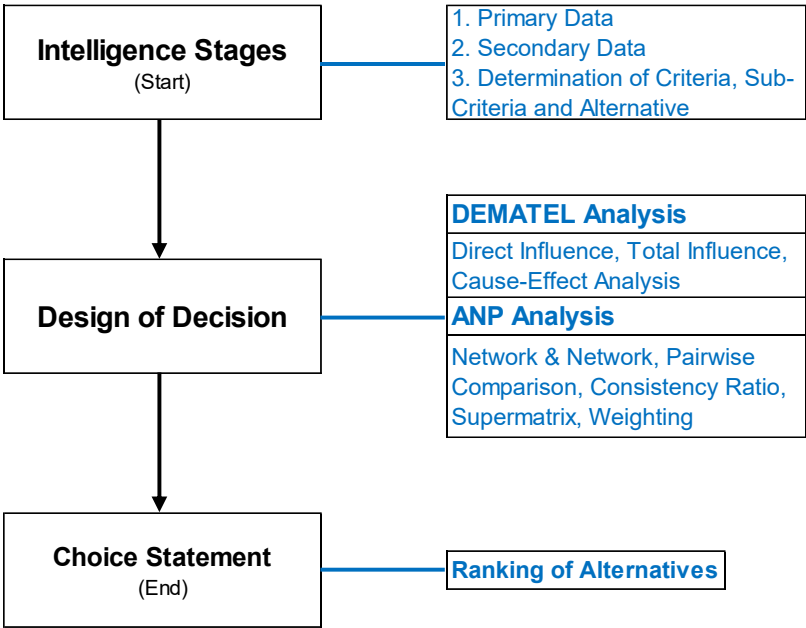 Intelligence Stages
(Start)
1. Primary Data
2. Secondary Data
3. Determination of Criteria, Sub-
Criteria and Alternative
Design of Decision
DEMATEL Analysis
Direct Influence, Total Influence,
Cause-Effect Analysis
ANP Analysis
Network & Network, Pairwise
Comparison, Consistency Ratio,
Supermatrix, Weighting
Choice Statement
(End)
Ranking of Alternatives